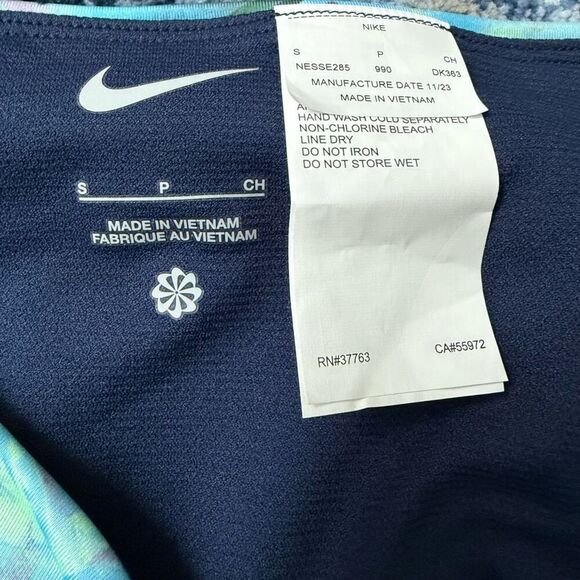 NIKE
S P CH
NESSE285 990 DK363
MANUFACTURE DATE 11/23
MADE IN VIETNAM
HAND WASH COLD SEPARATELY
NON-CHLORINE BLEACH
LINE DRY
DO NOT IRON
DO NOT STORE WET
RN#37763 CA#55972
S P CH
MADE IN VIETNAM
FABRIQUE AU VIETNAM